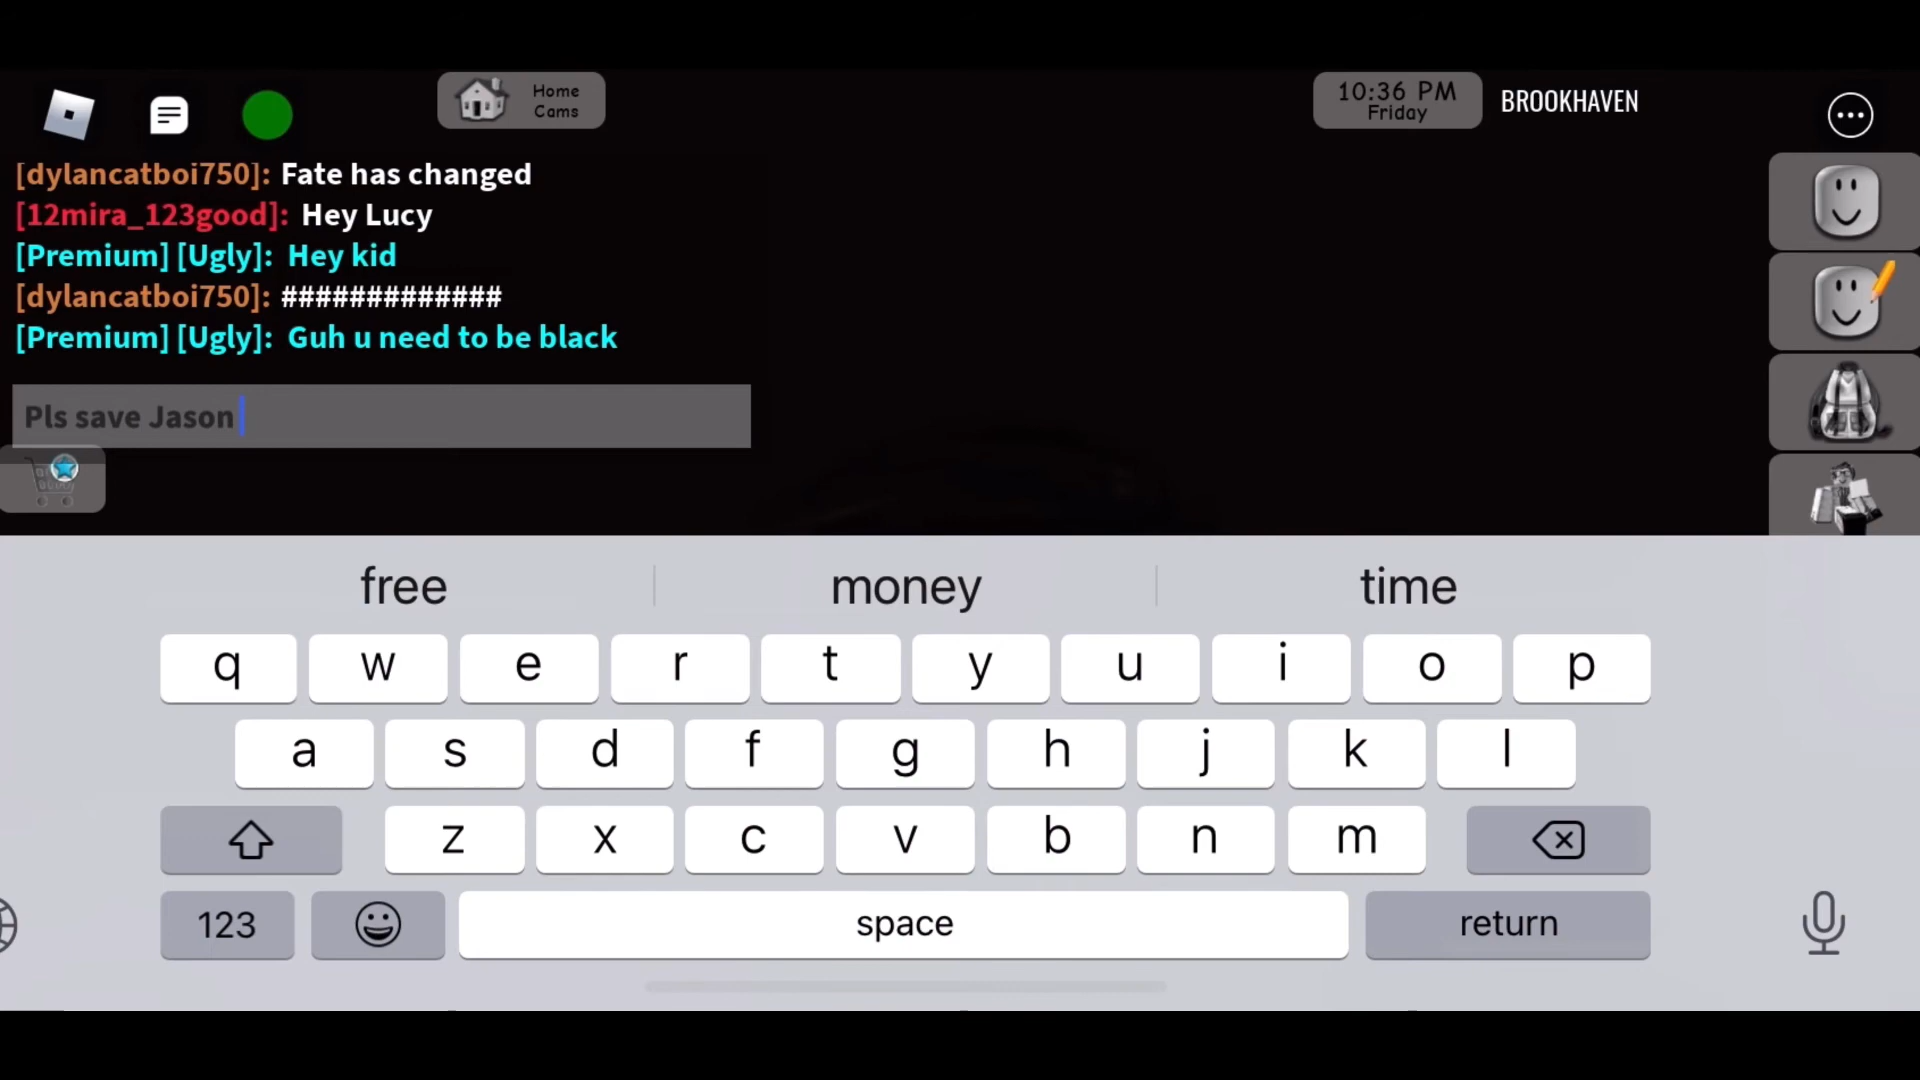 Home
Cams
10:36 PM
Friday
BROOKHAVEN
[dylancatboi750]: Fate has changed
[12mira_123good]: Hey Lucy
[Premium] [Ugly]: Hey kid
[dylancatboi750]: #############
[Premium] [Ugly]: Guh u need to be black
Pls save Jason
free money time
q w e r t y u i o p
a s d f g h j k l
z x c v b n m
123 space return